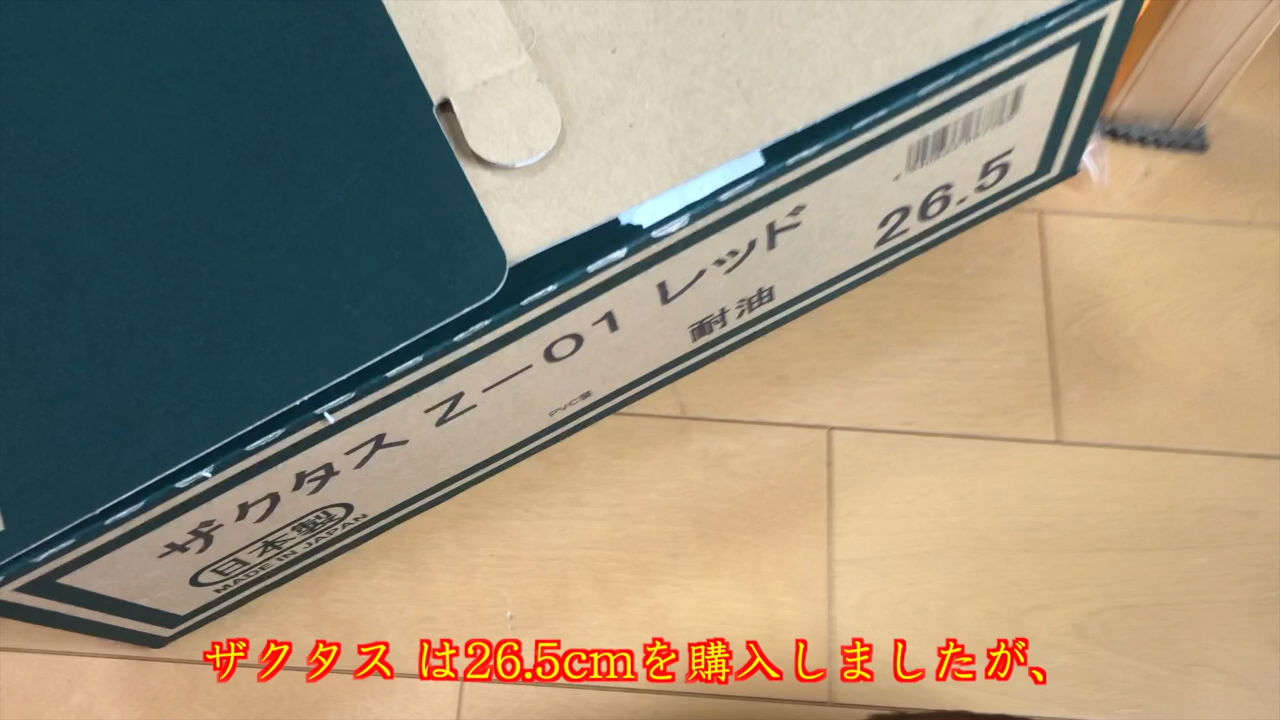 ザクタス Z－01 レッド
26.5
耐油
日本製
MADE IN JAPAN
ザクタス は26.5cmを購入しましたが、